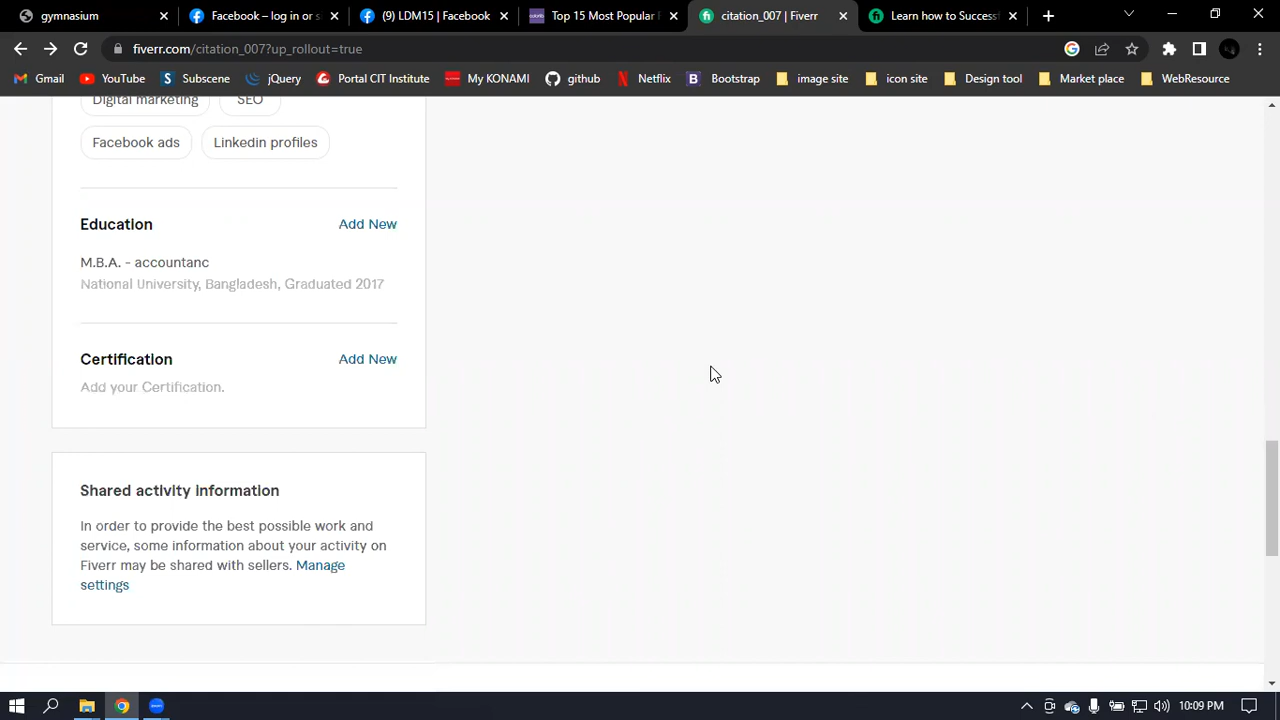 gymnasium
Facebook – log in or s
(9) LDM15 | Facebook
Top 15 Most Popular
citation_007 | Fiverr
Learn how to Success
fiverr.com/citation_007?up_rollout=true
Gmail
YouTube
Subscene
jQuery
Portal CIT Institute
My KONAMI
github
Netflix
Bootstrap
image site
icon site
Design tool
Market place
WebResource
Digital marketing
SEO
Facebook ads
Linkedin profiles
Education
Add New
M.B.A. - accountanc
National University, Bangladesh, Graduated 2017
Certification
Add New
Add your Certification.
Shared activity information
In order to provide the best possible work and
service, some information about your activity on
Fiverr may be shared with sellers. Manage
settings
10:09 PM